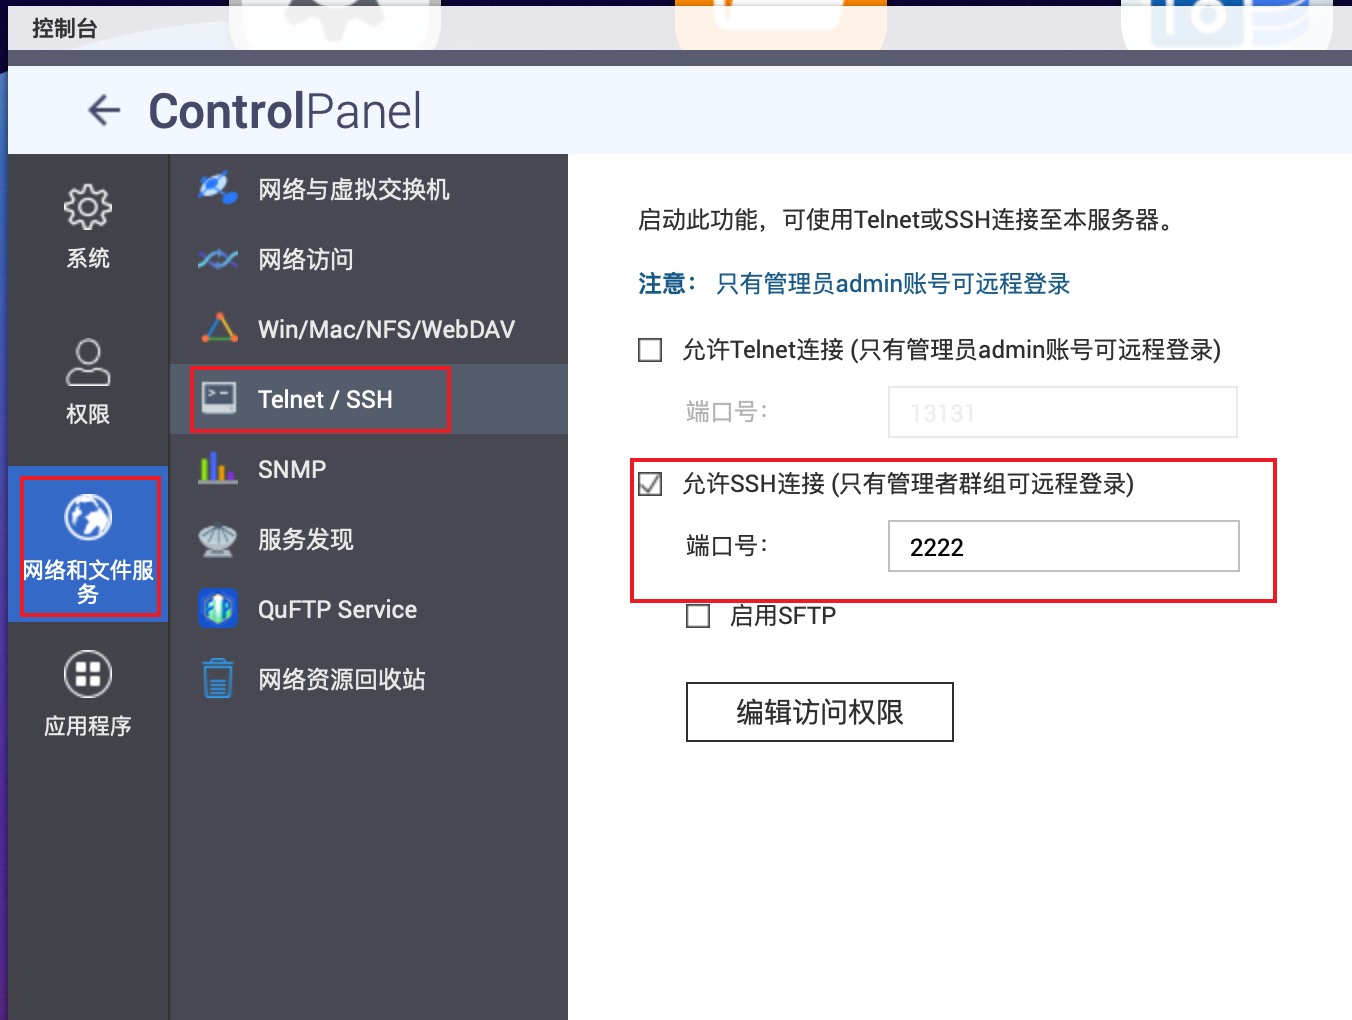 控制台
ControlPanel
系统
权限
网络和文件服
务
应用程序
网络与虚拟交换机
网络访问
Win/Mac/NFS/WebDAV
Telnet / SSH
SNMP
服务发现
QuFTP Service
网络资源回收站
启动此功能，可使用Telnet或SSH连接至本服务器。
注意： 只有管理员admin账号可远程登录
允许Telnet连接 (只有管理员admin账号可远程登录)
端口号： 13131
允许SSH连接 (只有管理者群组可远程登录)
端口号： 2222
启用SFTP
编辑访问权限